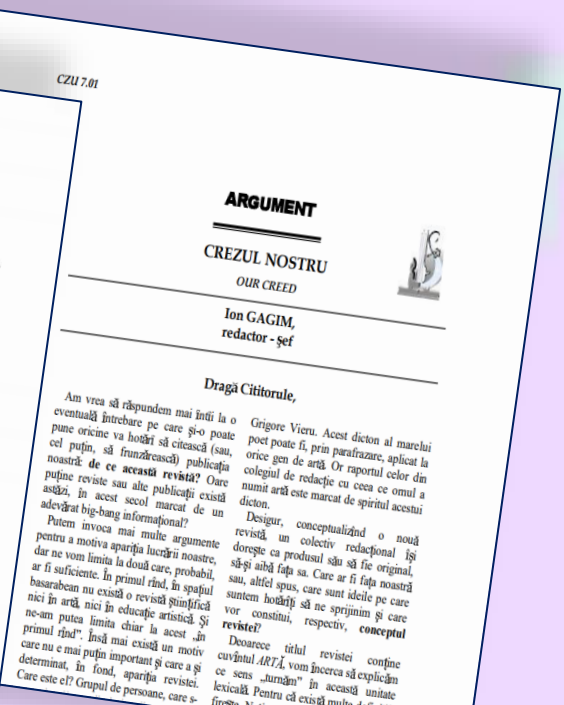 CZU 7.01
ARGUMENT
CREZUL NOSTRU
OUR CREED
Ion GAGIM,
redactor - şef
Dragă Cititorule,
Am vrea să răspundem mai întîi la o
eventuală întrebare pe care şi-o poate
pune oricine va hotărî să citească (sau,
cel puţin, să frunzărească) publicaţia
noastră: de ce această revistă? Oare
puţine reviste sau alte publicaţii există
astăzi, în acest secol marcat de un
adevărat big-bang informaţional?
Putem invoca mai multe argumente
pentru a motiva apariţia lucrării noastre,
dar ne vom limita la două care, probabil,
ar fi suficiente. În primul rînd, în spaţiul
basarabean nu există o revistă ştiinţifică
nici în artă, nici în educaţie artistică. Şi
ne-am putea limita chiar la acest „în
primul rînd”. Însă mai există un motiv
care nu e mai puţin important şi care a şi
determinat, în fond, apariţia revistei.
Care este el? Grupul de persoane, care s-
Grigore Vieru. Acest dicton al marelui
poet poate fi, prin parafrazare, aplicat la
orice gen de artă. Or raportul celor din
colegiul de redacţie cu ceea ce omul a
numit artă este marcat de spiritul acestui
dicton.
Desigur, conceptualizînd o nouă
revistă, un colectiv redacţional îşi
doreşte ca produsul său să fie original,
să-şi aibă faţa sa. Care ar fi faţa noastră
sau, altfel spus, care sunt ideile pe care
suntem hotărîţi să ne sprijinim şi care
vor constitui, respectiv, conceptul
revistei?
Deoarece titlul revistei conţine
cuvîntul ARTĂ, vom încerca să explicăm
ce sens „turnăm” în această unitate
lexicală. Pentru că există multe